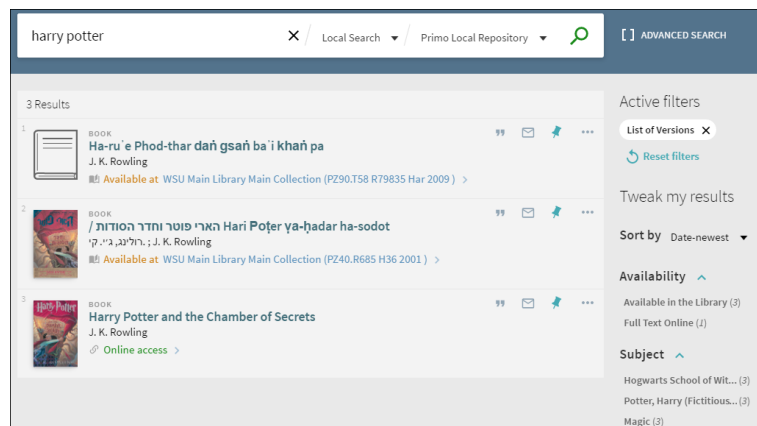 harry potter
Local Search
Primo Local Repository
ADVANCED SEARCH
3 Results
1
BOOK
Ha-ruʾe Phod-thar daṅ gsaṅ baʾi khaṅ pa
J. K. Rowling
Available at WSU Main Library Main Collection (PZ90.T58 R79835 Har 2009 )
2
BOOK
הארי פוטר וחדר הסודות / Hari Poṭer ṿa-ḥadar ha-sodot
רולינג, ג׳יי. קיי. ; J. K. Rowling
Available at WSU Main Library Main Collection (PZ40.R685 H36 2001 )
3
Harry Potter
BOOK
Harry Potter and the Chamber of Secrets
J. K. Rowling
Online access
Active filters
List of Versions
Reset filters
Tweak my results
Sort by Date-newest
Availability
Available in the Library (3)
Full Text Online (1)
Subject
Hogwarts School of Wit... (3)
Potter, Harry (Fictitious... (3)
Magic (3)